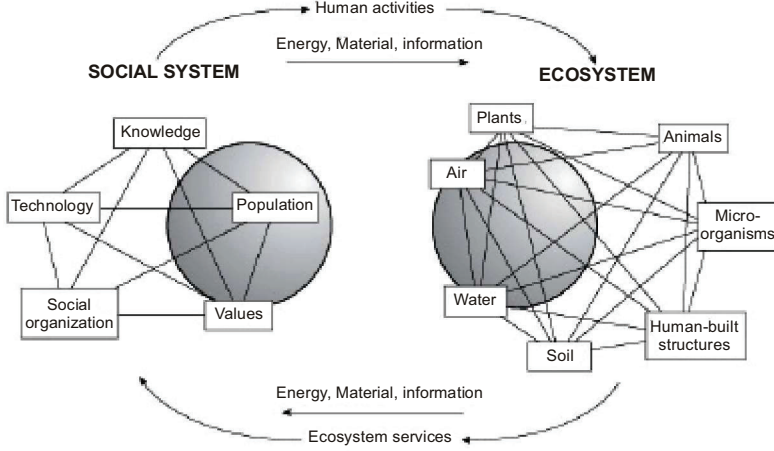 Human activities
Energy, Material, information
SOCIAL SYSTEM
ECOSYSTEM
Knowledge
Technology
Population
Social
organization
Values
Plants
Animals
Air
Micro-
organisms
Water
Human-built
structures
Soil
Energy, Material, information
Ecosystem services